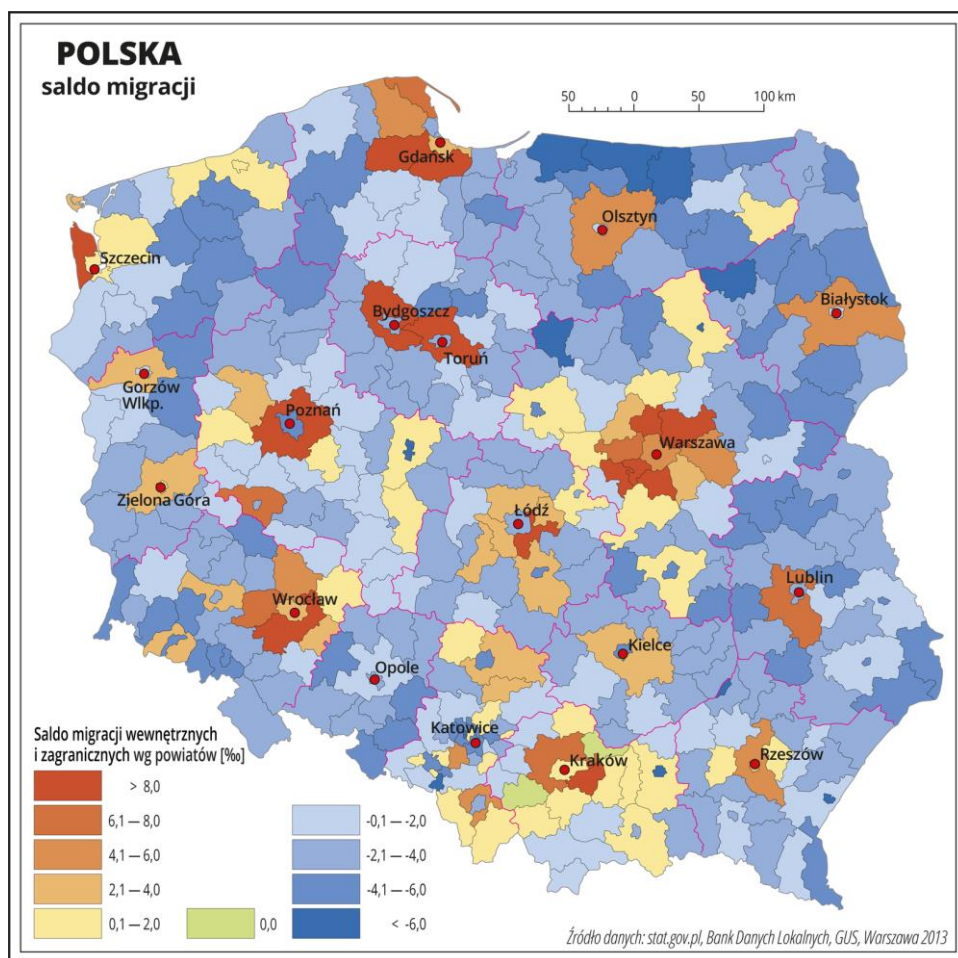 POLSKA
saldo migracji
50 0 50 100 km
Gdańsk
Olsztyn
Szczecin
Białystok
Bydgoszcz
Toruń
Gorzów
Wlkp.
Poznań
Warszawa
Zielona Góra
Łódź
Lublin
Wrocław
Kielce
Opole
Katowice
Kraków
Rzeszów
Saldo migracji wewnętrznych
i zagranicznych wg powiatów [‰]
> 8,0
6,1 — 8,0
4,1 — 6,0
2,1 — 4,0
0,1 — 2,0
0,0
-0,1 — -2,0
-2,1 — -4,0
-4,1 — -6,0
< -6,0
Źródło danych: stat.gov.pl, Bank Danych Lokalnych, GUS, Warszawa 2013